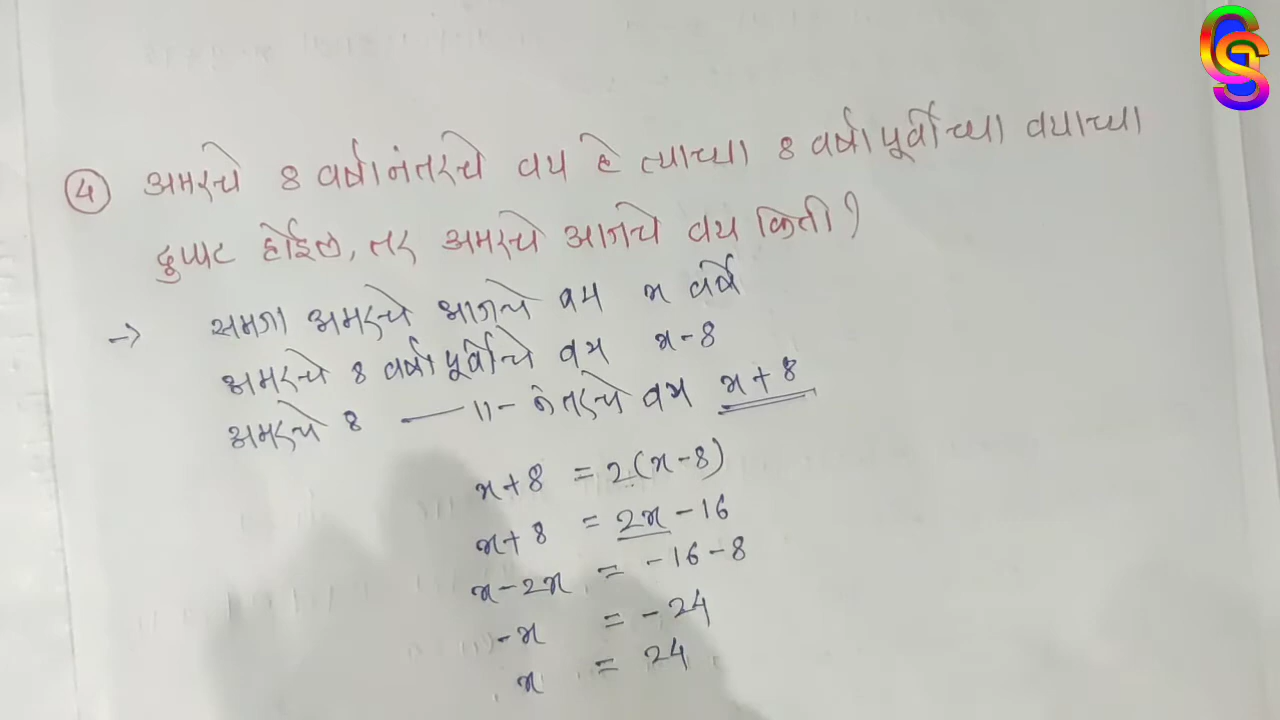 ④ अमरचे 8 वर्षानंतरचे वय हे त्याच्या 8 वर्षापूर्वीच्या वयाच्या
दुप्पट होईल, तर अमरचे आजचे वय किती?
→ समजा अमरचे आजचे वय x वर्षे
अमरचे 8 वर्षापूर्वीचे वय x-8
अमरचे 8 —〃- नंतरचे वय x+8
x+8 = 2(x-8)
x+8 = 2x-16
x-2x = -16-8
-x = -24
x = 24